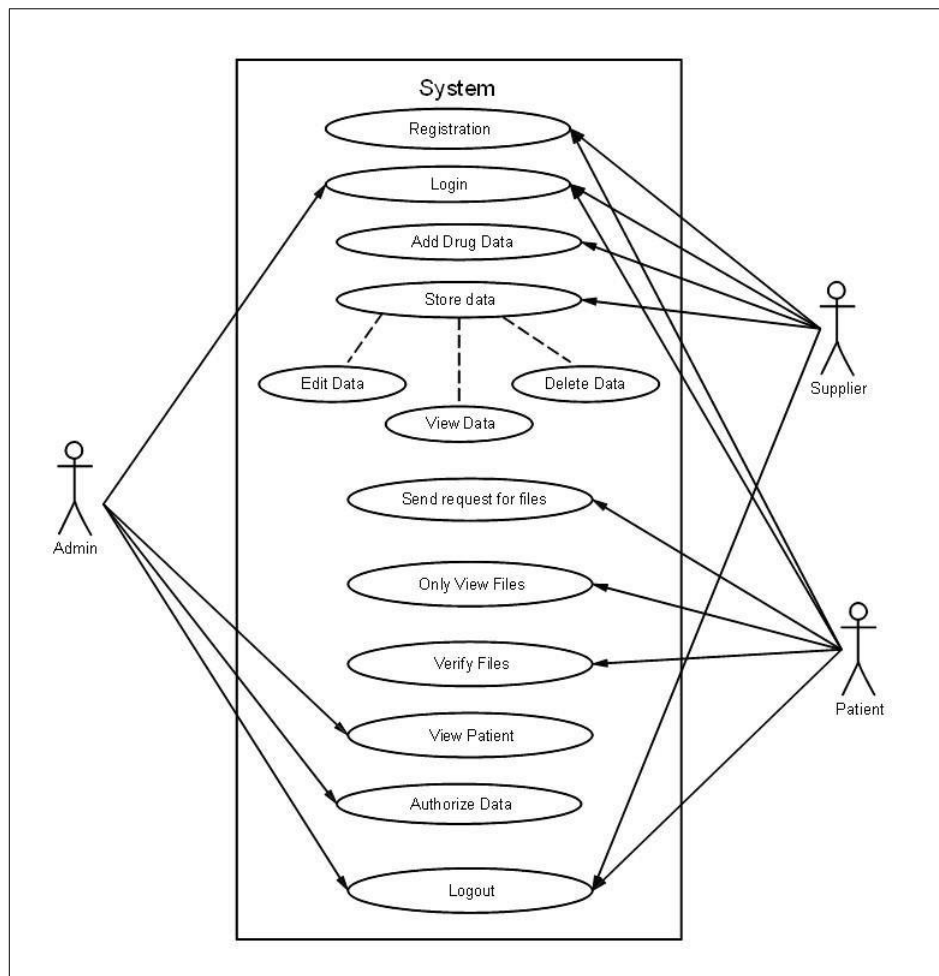 System
Registration
Login
Add Drug Data
Store data
Edit Data
Delete Data
View Data
Supplier
Send request for files
Admin
Only View Files
Verify Files
Patient
View Patient
Authorize Data
Logout